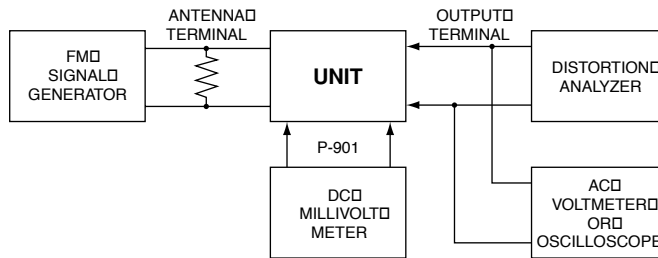 ANTENNA□
TERMINAL
OUTPUT□
TERMINAL
FM□
SIGNAL□
GENERATOR
UNIT
DISTORTION□
ANALYZER
P-901
DC□
MILLIVOLT□
METER
AC□
VOLTMETER□
OR□
OSCILLOSCOPE